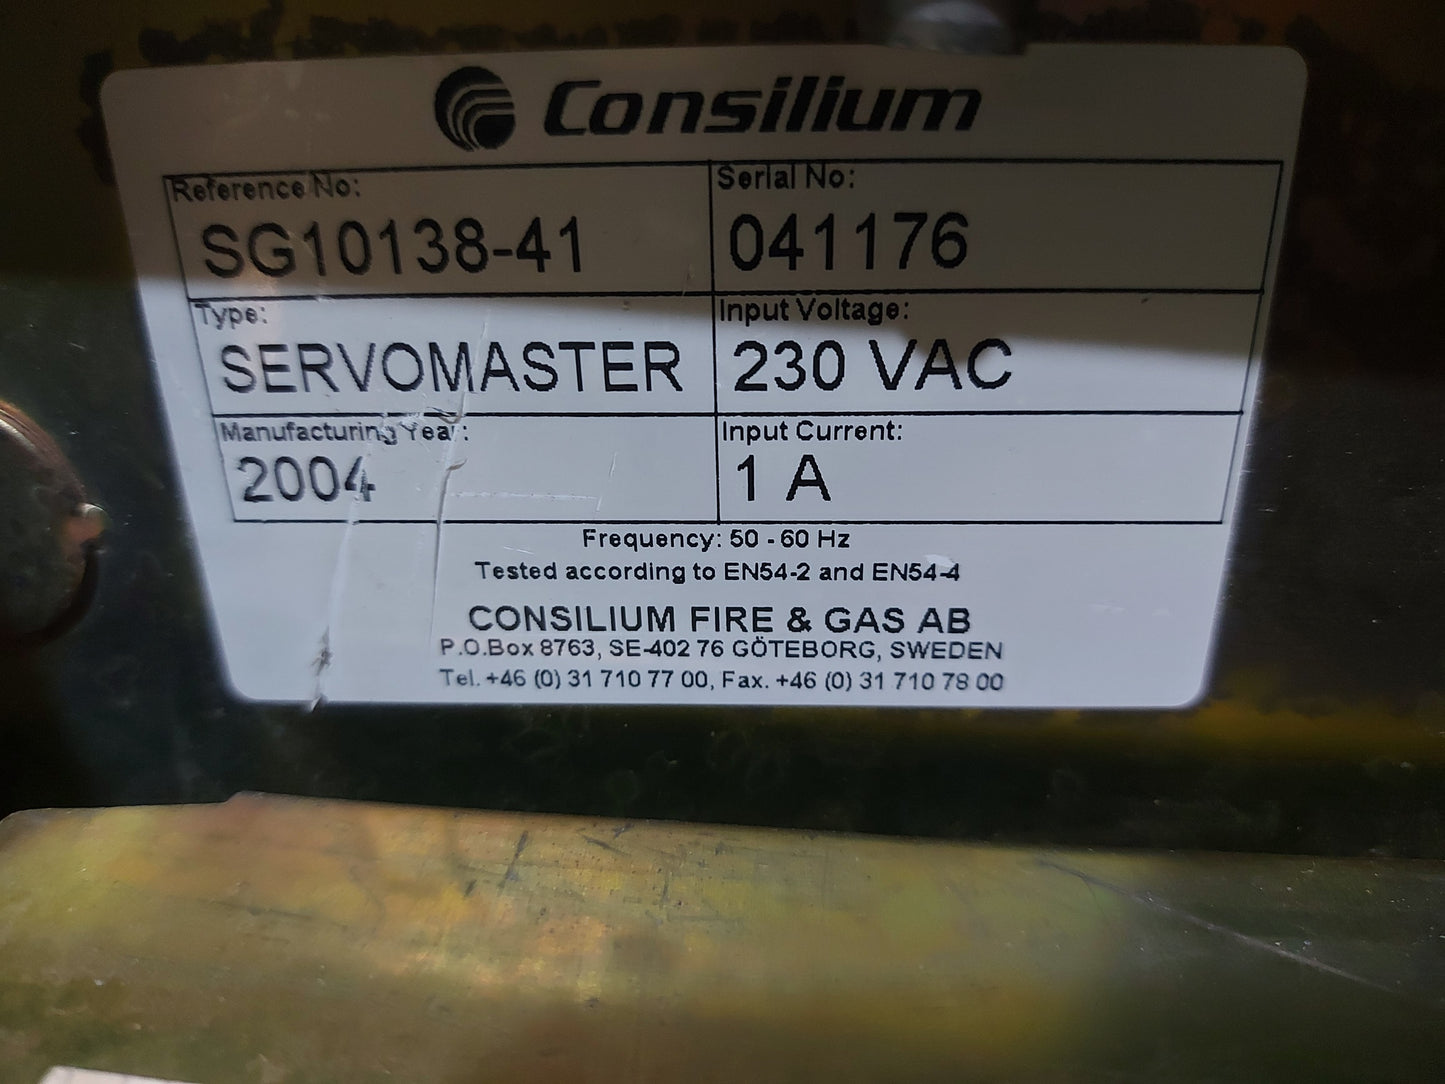 Consilium
Reference No:
SG10138-41
Serial No:
041176
Type:
SERVOMASTER
Input Voltage:
230 VAC
Manufacturing Year:
2004
Input Current:
1 A
Frequency: 50 - 60 Hz
Tested according to EN54-2 and EN54-4
CONSILIUM FIRE & GAS AB
P.O.Box 8763, SE-402 76 GÖTEBORG, SWEDEN
Tel. +46 (0) 31 710 77 00, Fax. +46 (0) 31 710 78 00